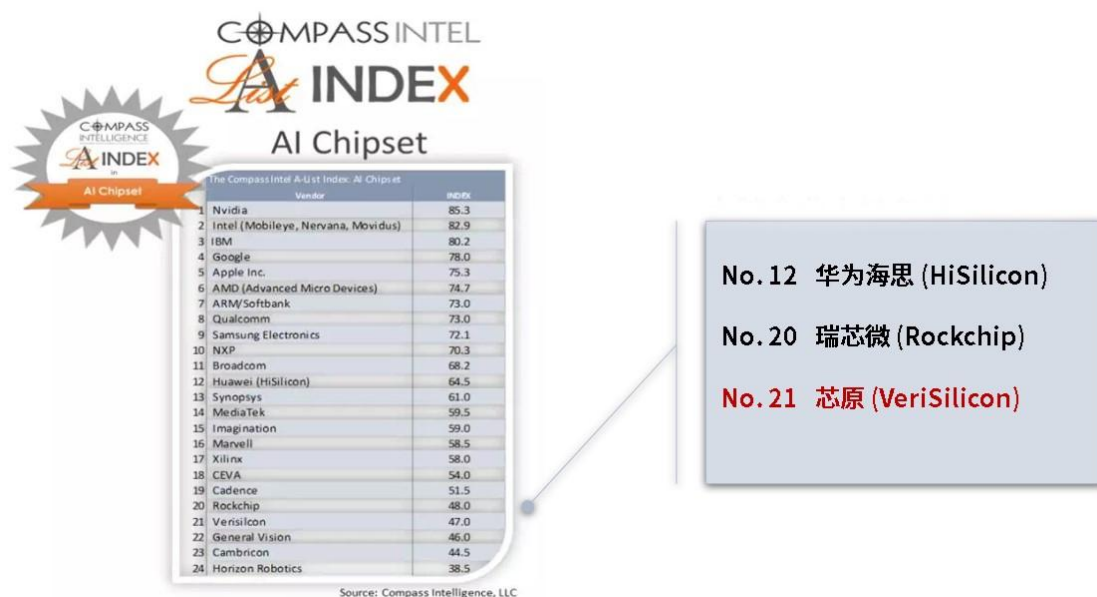 COMPASS INTEL
A List INDEX
AI Chipset
COMPASS
INTELLIGENCE
A List INDEX
in
AI Chipset
The Compass Intel A-List Index: AI Chipset
Vendor INDEX
1 Nvidia 85.3
2 Intel (Mobileye, Nervana, Movidus) 82.9
3 IBM 80.2
4 Google 78.0
5 Apple Inc. 75.3
6 AMD (Advanced Micro Devices) 74.7
7 ARM/Softbank 73.0
8 Qualcomm 73.0
9 Samsung Electronics 72.1
10 NXP 70.3
11 Broadcom 68.2
12 Huawei (HiSilicon) 64.5
13 Synopsys 61.0
14 MediaTek 59.5
15 Imagination 59.0
16 Marvell 58.5
17 Xilinx 58.0
18 CEVA 54.0
19 Cadence 51.5
20 Rockchip 48.0
21 Verisilcon 47.0
22 General Vision 46.0
23 Cambricon 44.5
24 Horizon Robotics 38.5
Source: Compass Intelligence, LLC
No.12 华为海思 (HiSilicon)
No.20 瑞芯微 (Rockchip)
No.21 芯原 (VeriSilicon)